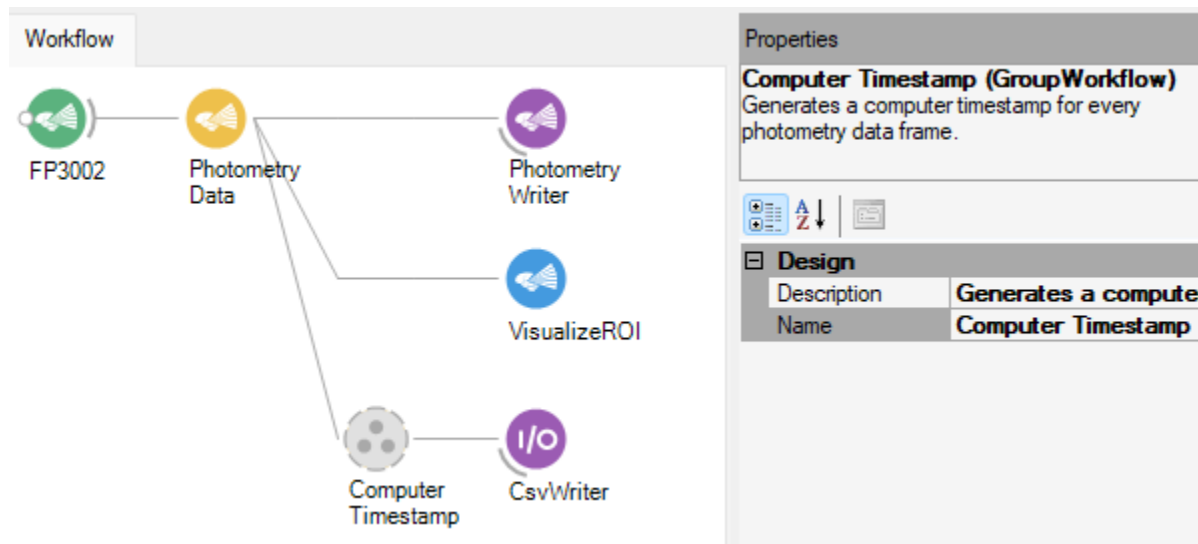 Workflow
FP3002
Photometry
Data
Photometry
Writer
VisualizeROI
Computer
Timestamp
I/O
CsvWriter
Properties
Computer Timestamp (GroupWorkflow)
Generates a computer timestamp for every
photometry data frame.
A
Z
Design
Description Generates a compute
Name Computer Timestamp